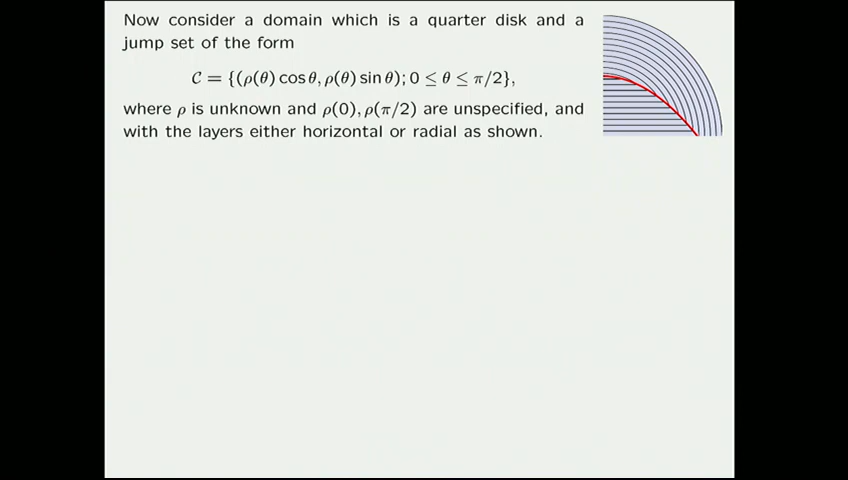 Now consider a domain which is a quarter disk and a
jump set of the form
𝒞 = {(ρ(θ) cos θ, ρ(θ) sin θ); 0 ≤ θ ≤ π/2},
where ρ is unknown and ρ(0), ρ(π/2) are unspecified, and
with the layers either horizontal or radial as shown.